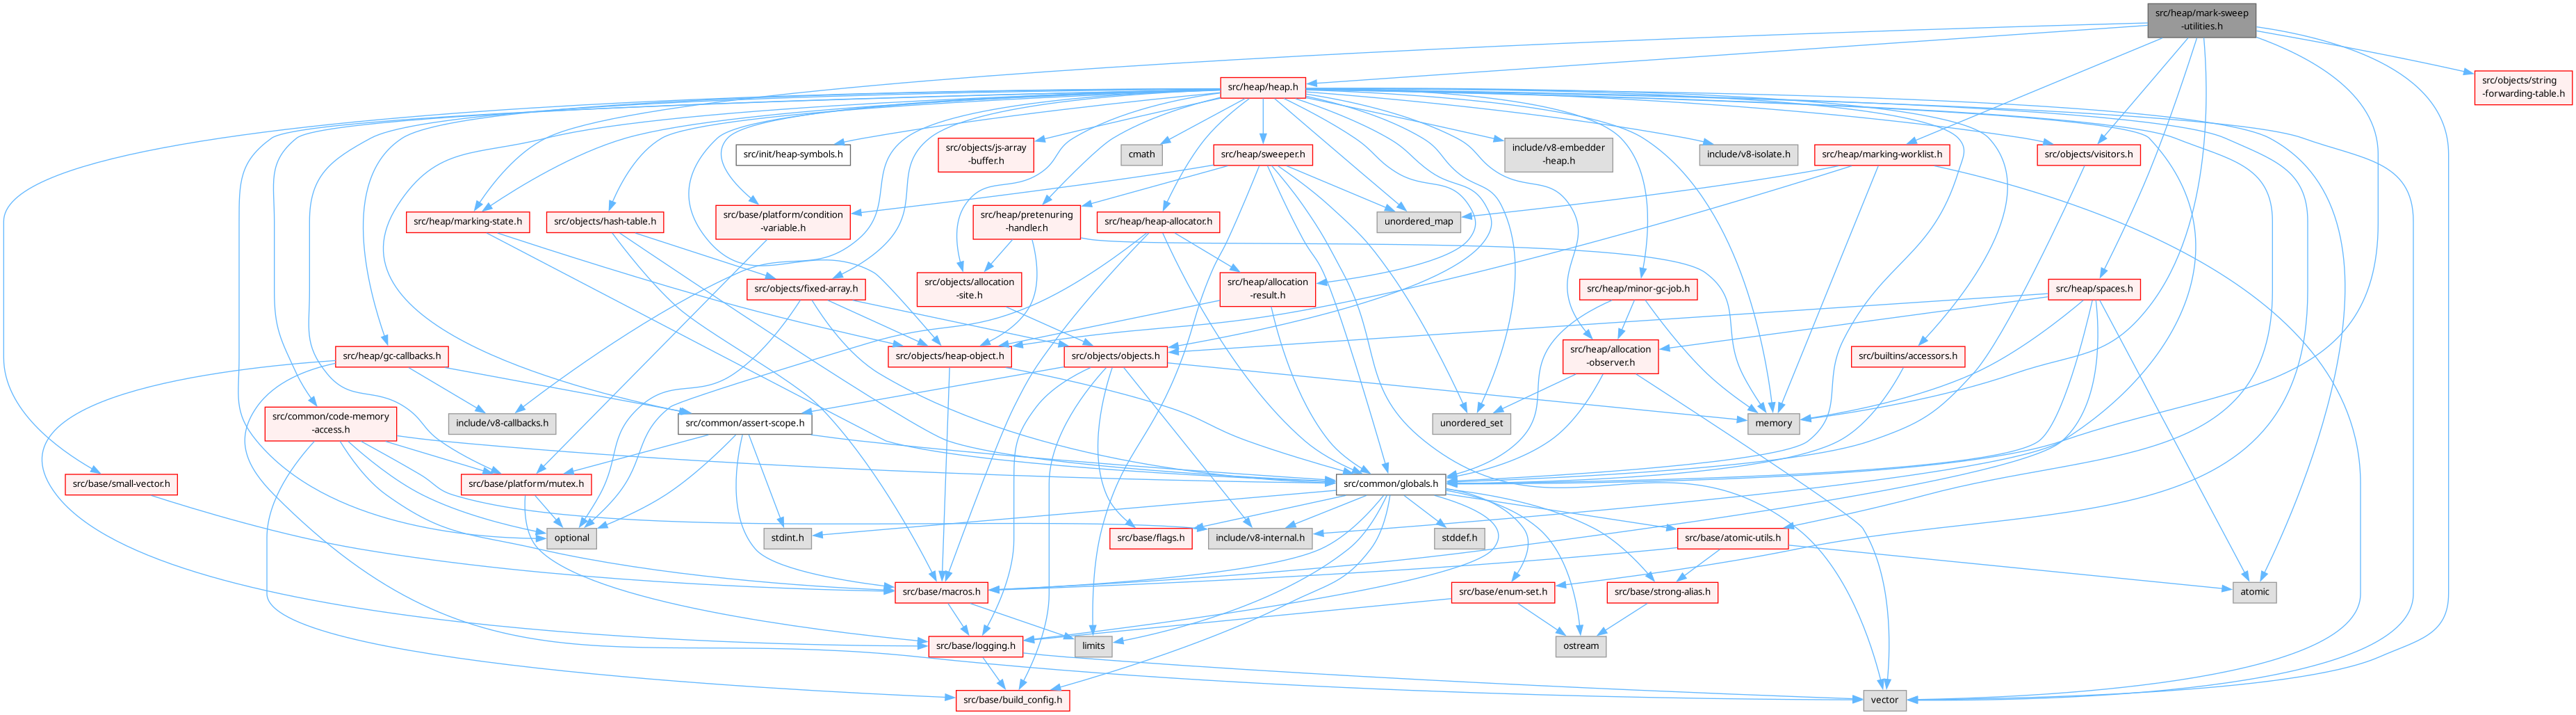 src/heap/mark-sweep
-utilities.h
src/heap/heap.h
src/objects/string
-forwarding-table.h
src/init/heap-symbols.h
src/objects/js-array
-buffer.h
cmath
src/heap/sweeper.h
include/v8-embedder
-heap.h
include/v8-isolate.h
src/heap/marking-worklist.h
src/objects/visitors.h
src/heap/marking-state.h
src/objects/hash-table.h
src/base/platform/condition
-variable.h
src/heap/pretenuring
-handler.h
src/heap/heap-allocator.h
unordered_map
src/objects/fixed-array.h
src/objects/allocation
-site.h
src/heap/allocation
-result.h
src/heap/minor-gc-job.h
src/heap/spaces.h
src/heap/gc-callbacks.h
src/objects/heap-object.h
src/objects/objects.h
src/heap/allocation
-observer.h
src/builtins/accessors.h
src/common/code-memory
-access.h
include/v8-callbacks.h
src/common/assert-scope.h
unordered_set
memory
src/base/small-vector.h
src/base/platform/mutex.h
src/common/globals.h
optional
stdint.h
src/base/flags.h
include/v8-internal.h
stddef.h
src/base/atomic-utils.h
src/base/macros.h
src/base/enum-set.h
src/base/strong-alias.h
atomic
src/base/logging.h
limits
ostream
src/base/build_config.h
vector